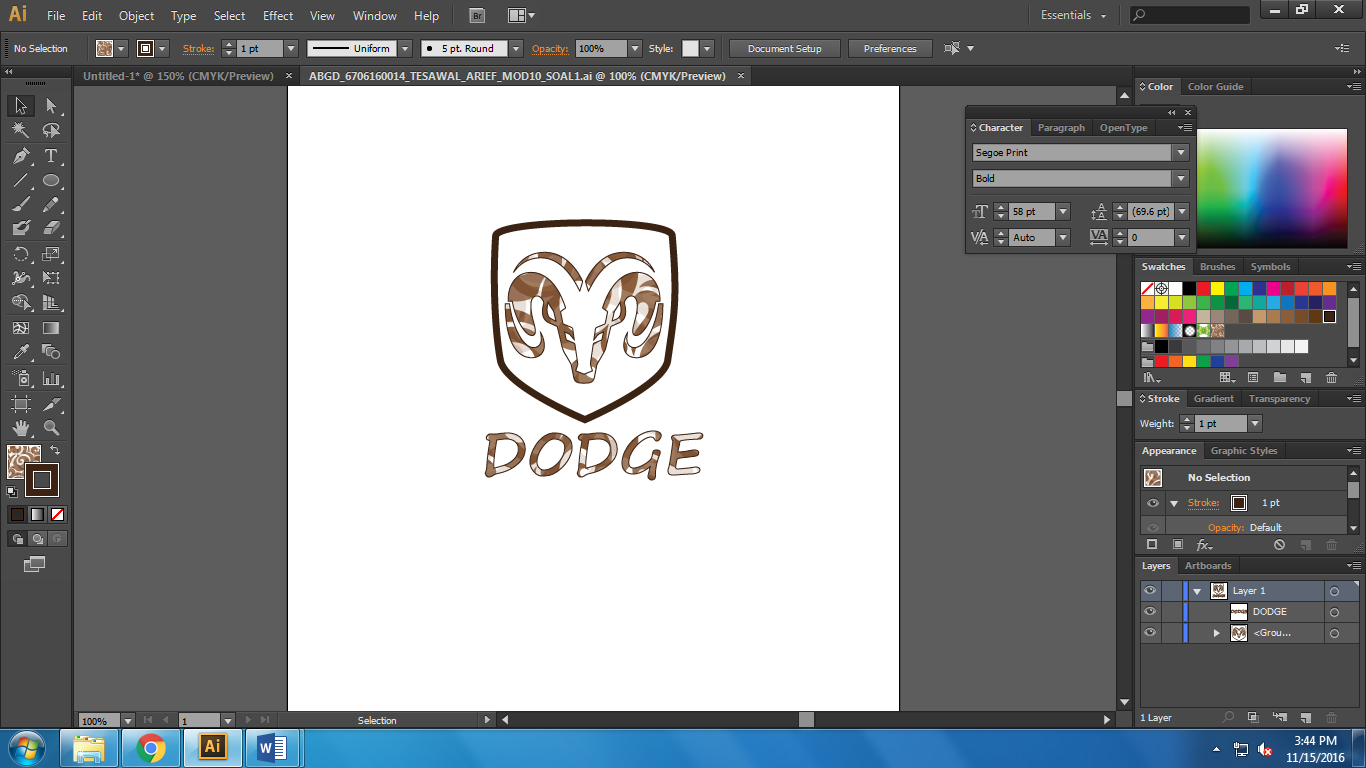 Ai File Edit Object Type Select Effect View Window Help Br Essentials
No Selection Stroke: 1 pt Uniform 5 pt. Round Opacity: 100% Style: Document Setup Preferences
Untitled-1* @ 150% (CMYK/Preview) × ABGD_6706160014_TESAWAL_ARIEF_MOD10_SOAL1.ai @ 100% (CMYK/Preview) ×
Color Color Guide
Character Paragraph OpenType
Segoe Print
Bold
58 pt (69.6 pt)
Auto 0
Swatches Brushes Symbols
DODGE
Stroke Gradient Transparency
Weight: 1 pt
Appearance Graphic Styles
No Selection
Stroke: 1 pt
Opacity: Default
fx
Layers Artboards
Layer 1
DODGE
<Grou...
1 Layer
100% 1 Selection
Ai W
3:44 PM
11/15/2016